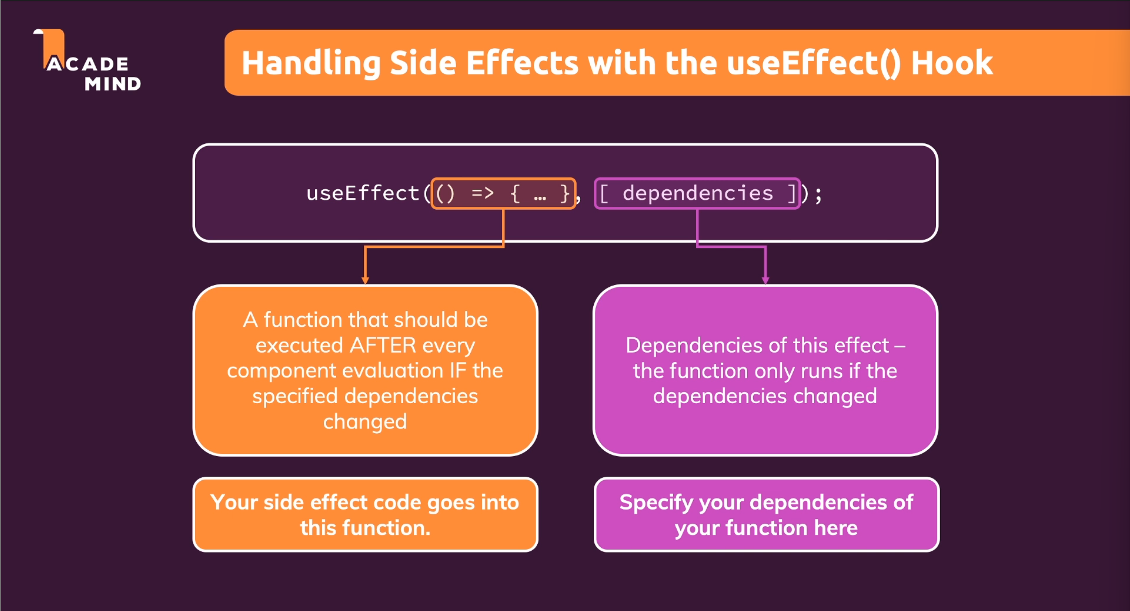 ACADE
MIND
Handling Side Effects with the useEffect() Hook
useEffect(() => { … }, [ dependencies ]);
A function that should be
executed AFTER every
component evaluation IF the
specified dependencies
changed
Dependencies of this effect –
the function only runs if the
dependencies changed
Your side effect code goes into
this function.
Specify your dependencies of
your function here